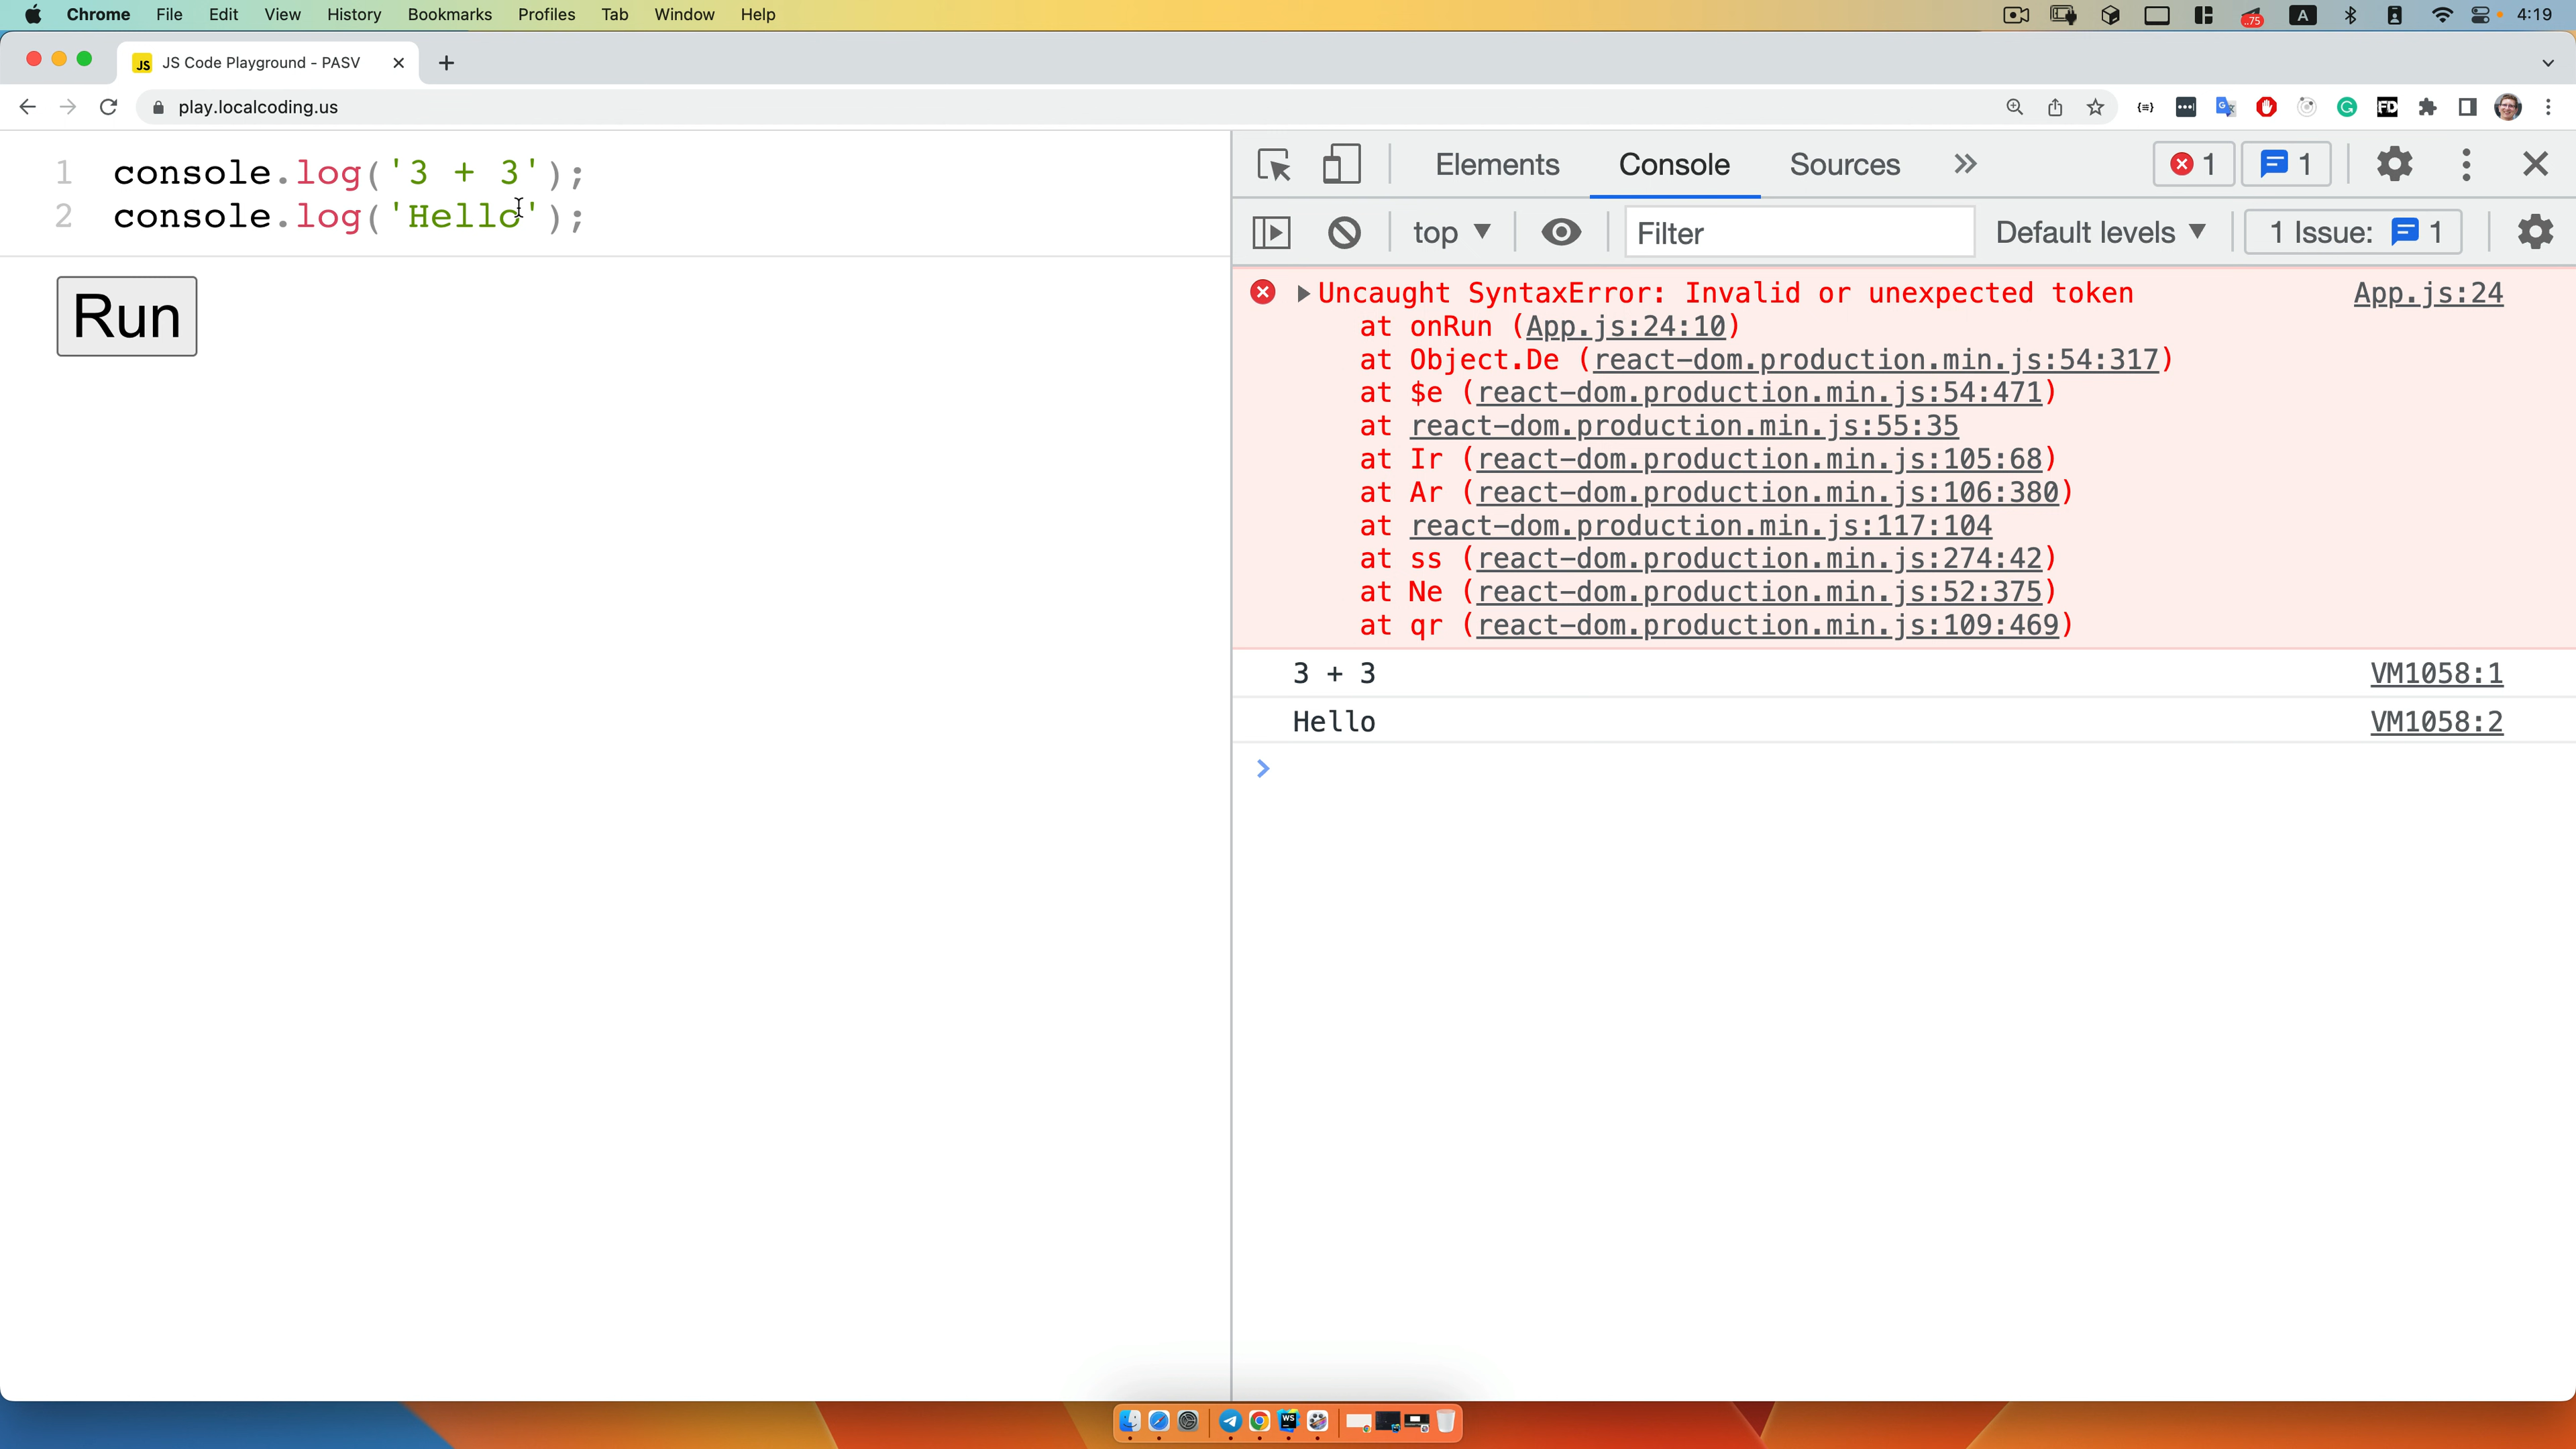 Chrome File Edit View History Bookmarks Profiles Tab Window Help ..75 A 4:19
JS JS Code Playground - PASV
play.localcoding.us
FD
1 console.log('3 + 3');
2 console.log('Hello');
Run
Elements Console Sources 1 1
top Filter Default levels 1 Issue: 1
Uncaught SyntaxError: Invalid or unexpected token App.js:24
at onRun (App.js:24:10)
at Object.De (react-dom.production.min.js:54:317)
at $e (react-dom.production.min.js:54:471)
at react-dom.production.min.js:55:35
at Ir (react-dom.production.min.js:105:68)
at Ar (react-dom.production.min.js:106:380)
at react-dom.production.min.js:117:104
at ss (react-dom.production.min.js:274:42)
at Ne (react-dom.production.min.js:52:375)
at qr (react-dom.production.min.js:109:469)
3 + 3 VM1058:1
Hello VM1058:2
WS